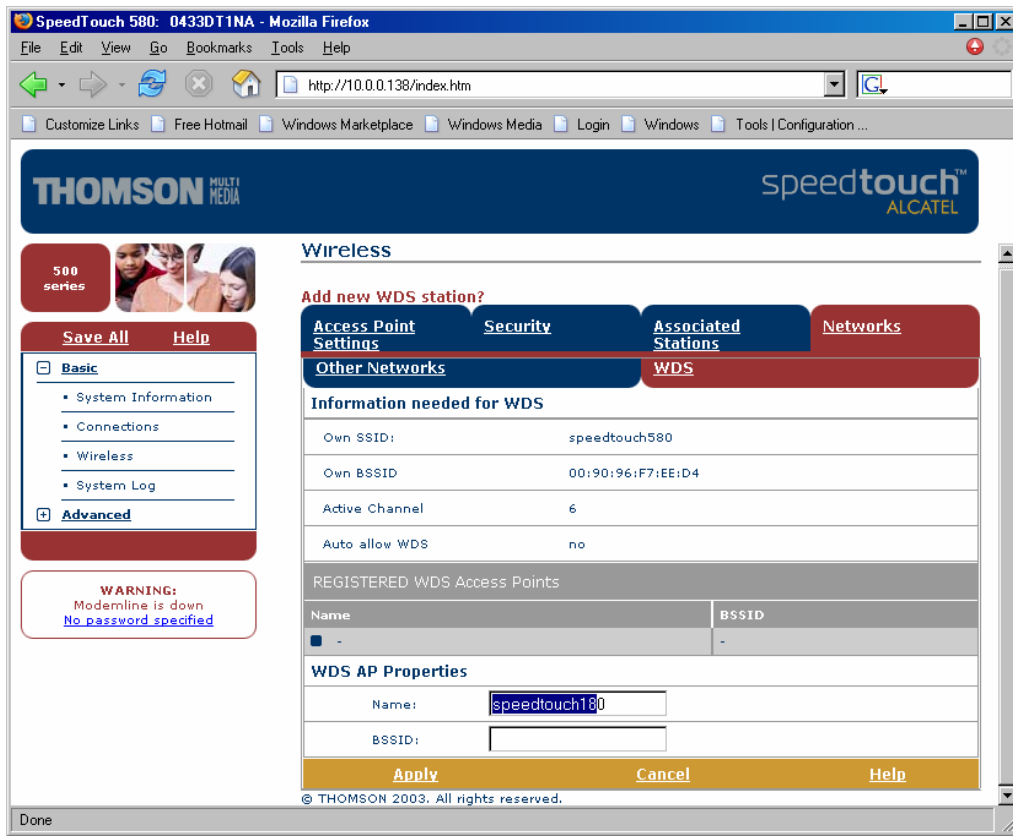 SpeedTouch 580: 0433DT1NA - Mozilla Firefox
File Edit View Go Bookmarks Tools Help
http://10.0.0.138/index.htm
G
Customize Links Free Hotmail Windows Marketplace Windows Media Login Windows Tools | Configuration ...
THOMSON MULTI MEDIA
speedtouch™
ALCATEL
500 series
Save All Help
Basic
System Information
Connections
Wireless
System Log
Advanced
WARNING:
Modemline is down
No password specified
Wireless
Add new WDS station?
Access Point Settings Security Associated Stations Networks
Other Networks WDS
Information needed for WDS
Own SSID: speedtouch580
Own BSSID 00:90:96:F7:EE:D4
Active Channel 6
Auto allow WDS no
REGISTERED WDS Access Points
Name BSSID
- -
WDS AP Properties
Name: speedtouch180
BSSID:
Apply Cancel Help
© THOMSON 2003. All rights reserved.
Done